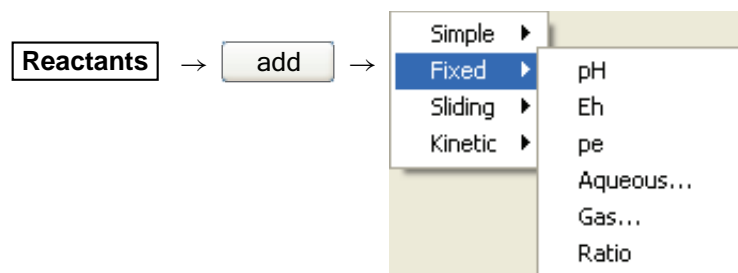 Reactants → add →
Simple
Fixed
Sliding
Kinetic
pH
Eh
pe
Aqueous...
Gas...
Ratio